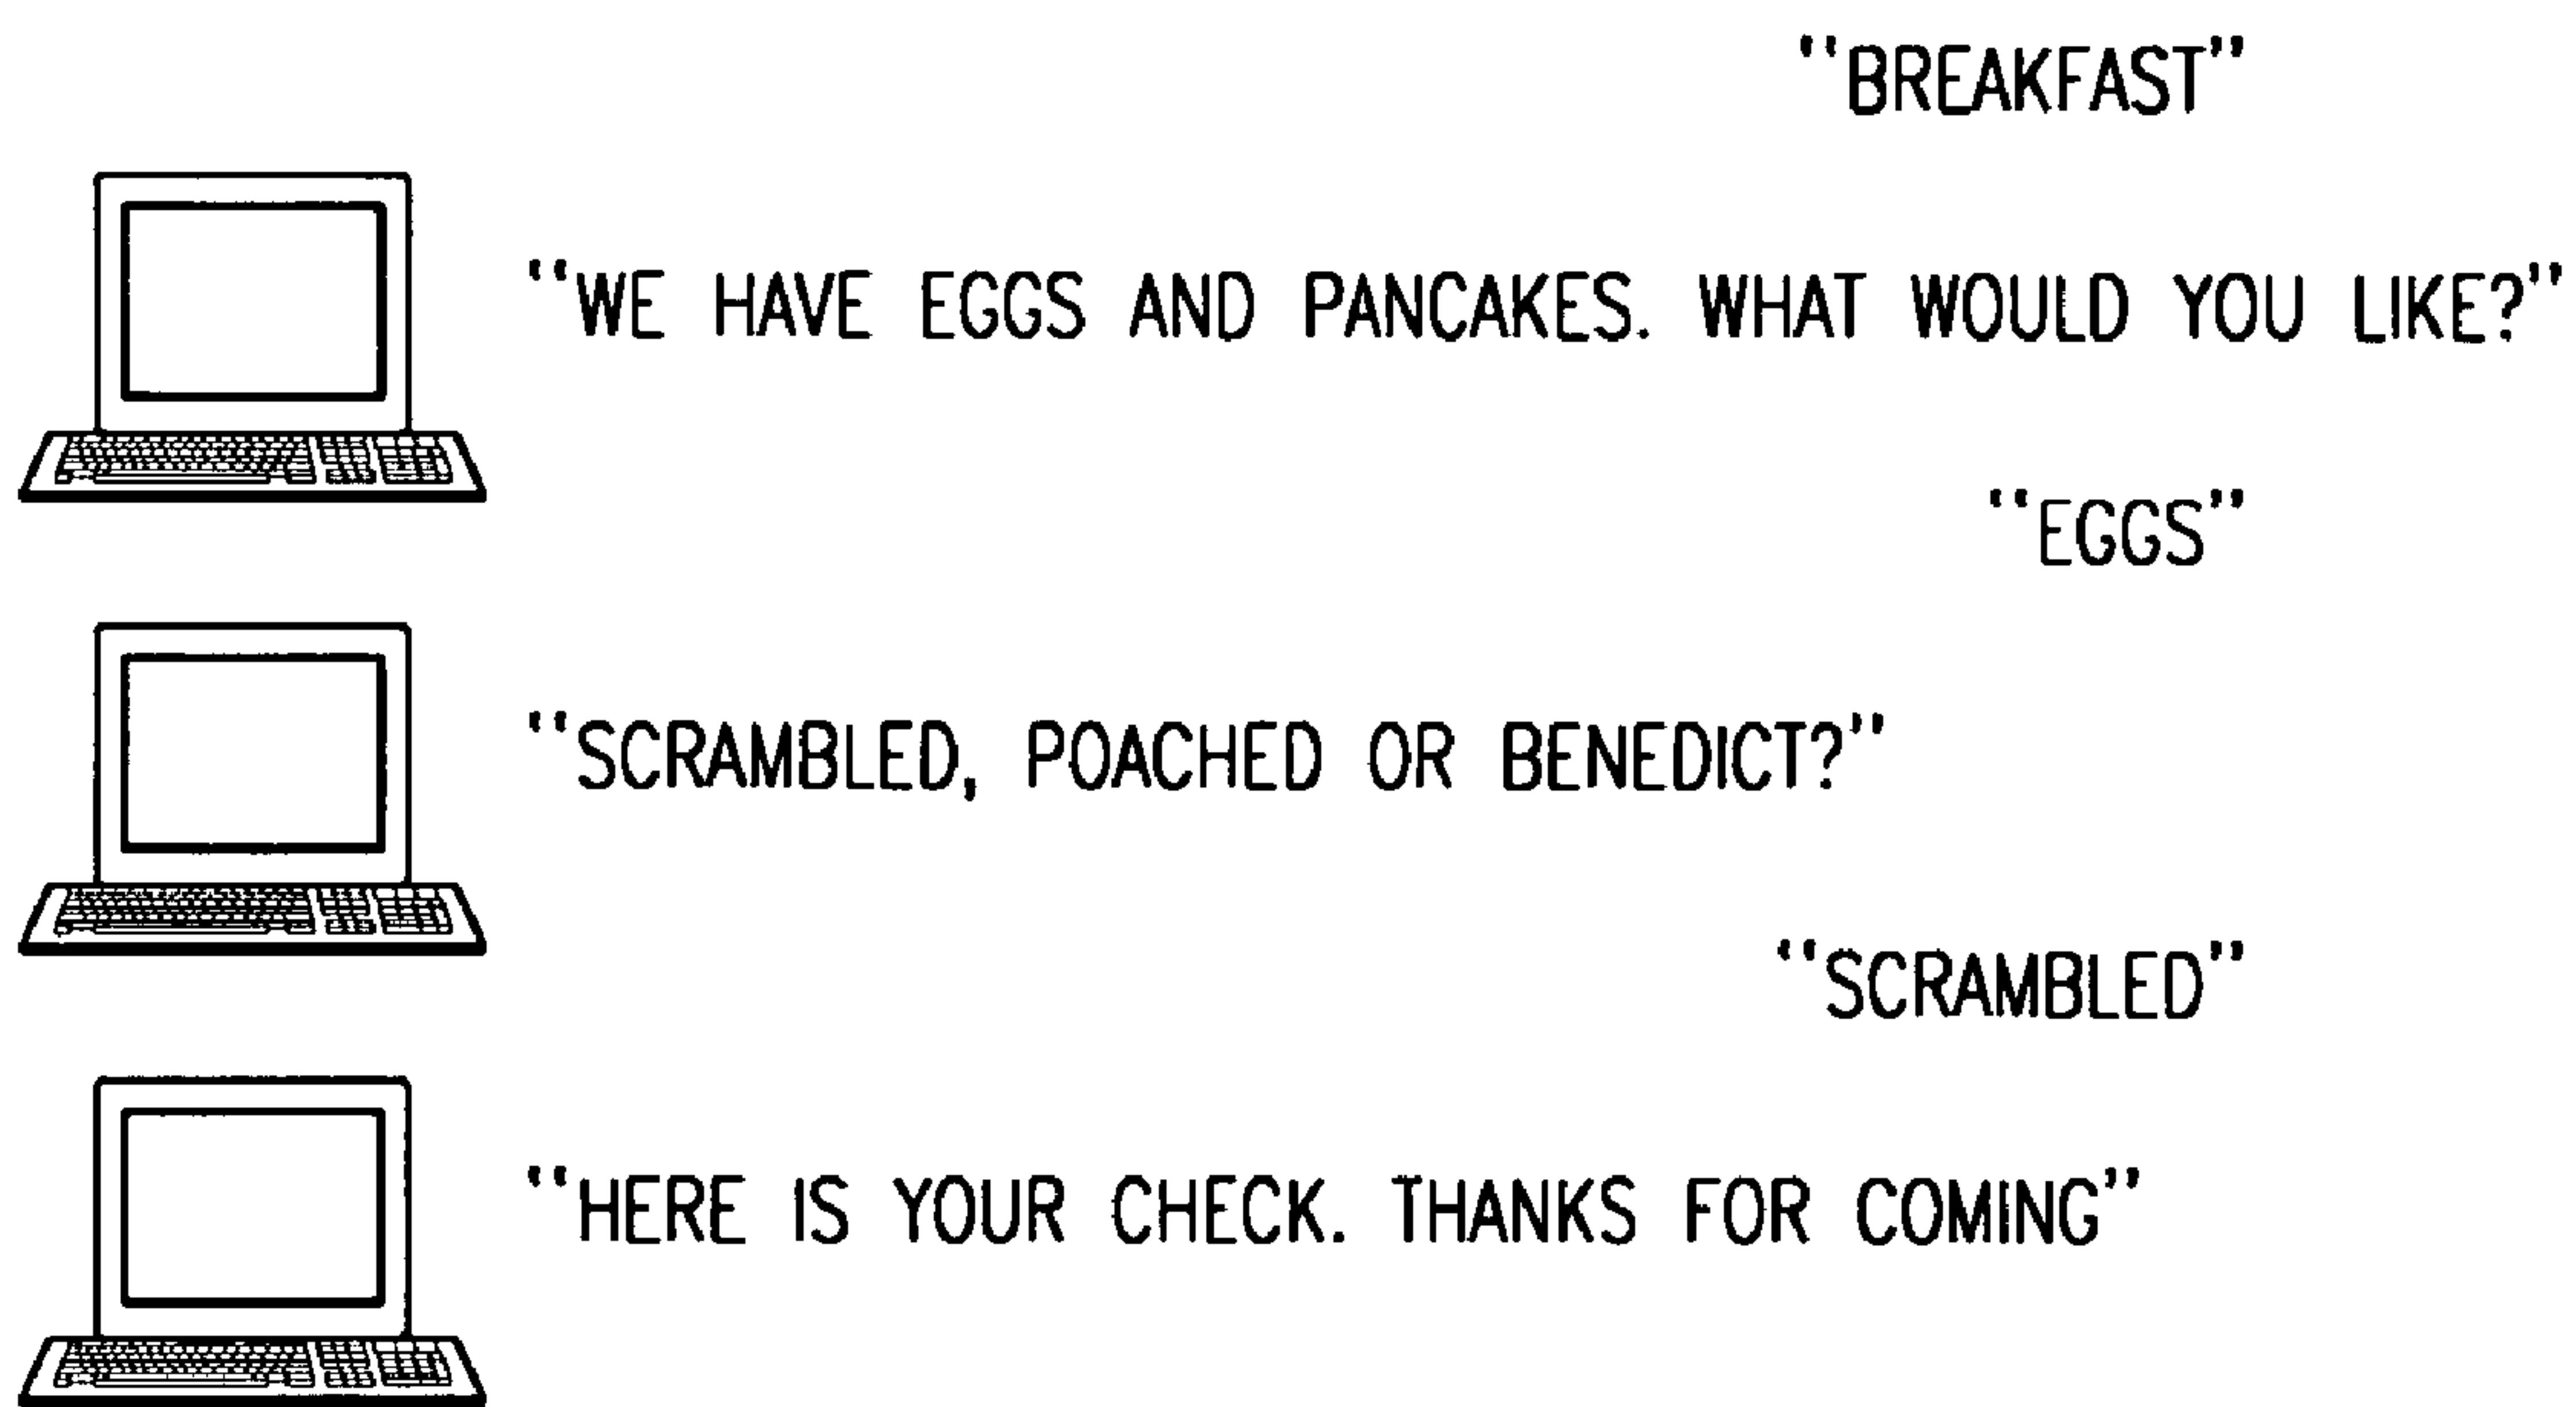 “BREAKFAST”
“WE HAVE EGGS AND PANCAKES. WHAT WOULD YOU LIKE?”
“EGGS”
“SCRAMBLED, POACHED OR BENEDICT?”
“SCRAMBLED”
“HERE IS YOUR CHECK. THANKS FOR COMING”